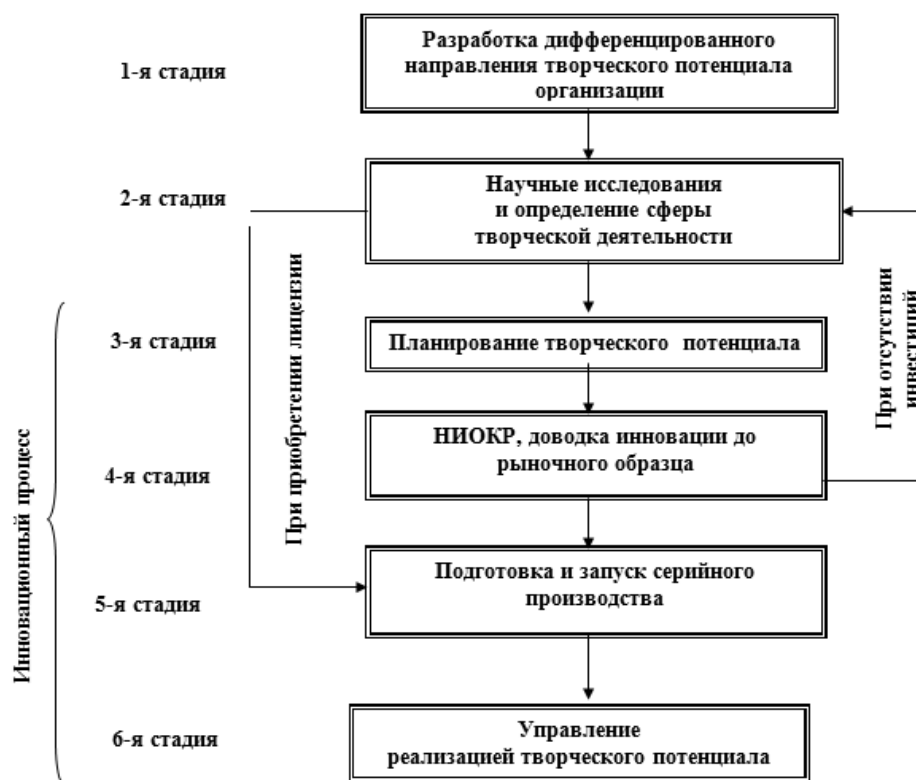 1-я стадия
Разработка дифференцированного
направления творческого потенциала
организации
2-я стадия
Научные исследования
и определение сферы
творческой деятельности
При приобретении лицензии
При отсутствии
инвестиций
Инновационный процесс
3-я стадия
Планирование творческого потенциала
4-я стадия
НИОКР, доводка инновации до
рыночного образца
5-я стадия
Подготовка и запуск серийного
производства
6-я стадия
Управление
реализацией творческого потенциала